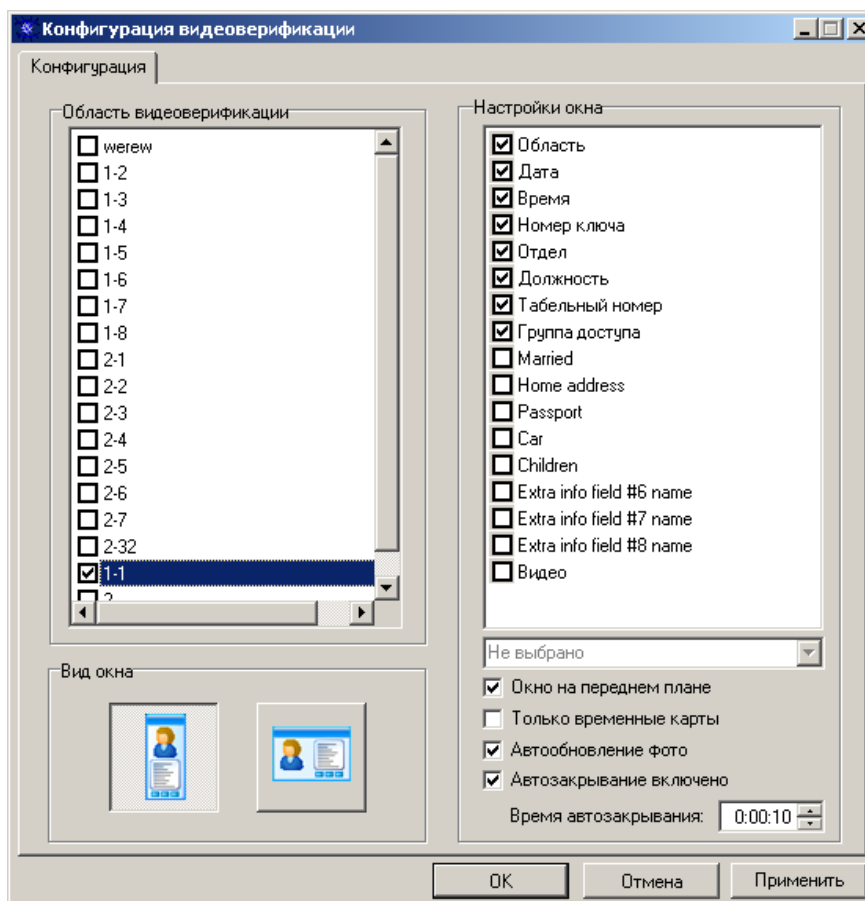 Конфигурация видеоверификации
Конфигурация
Область видеоверификации
werew
1-2
1-3
1-4
1-5
1-6
1-7
1-8
2-1
2-2
2-3
2-4
2-5
2-6
2-7
2-32
1-1
2
Вид окна
Настройки окна
Область
Дата
Время
Номер ключа
Отдел
Должность
Табельный номер
Группа доступа
Married
Home address
Passport
Car
Children
Extra info field #6 name
Extra info field #7 name
Extra info field #8 name
Видео
Не выбрано
Окно на переднем плане
Только временные карты
Автообновление фото
Автозакрывание включено
Время автозакрывания: 0:00:10
OK Отмена Применить